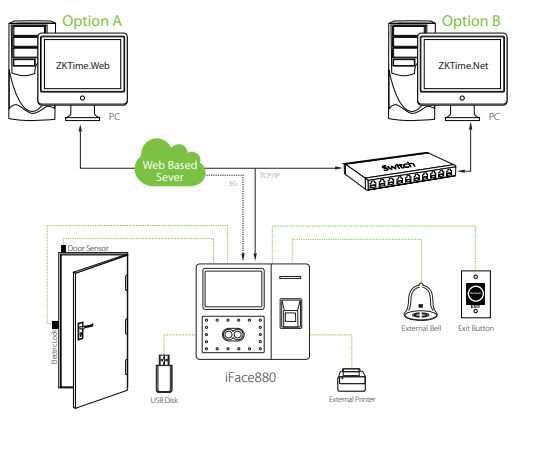 Option A
Option B
ZKTime.Web
ZKTime.Net
PC
PC
Web Based
Sever
Switch
3G
TCP/IP
Door Sensor
Electric Lock
EXIT
External Bell
Exit Button
iFace880
USB Disk
External Printer